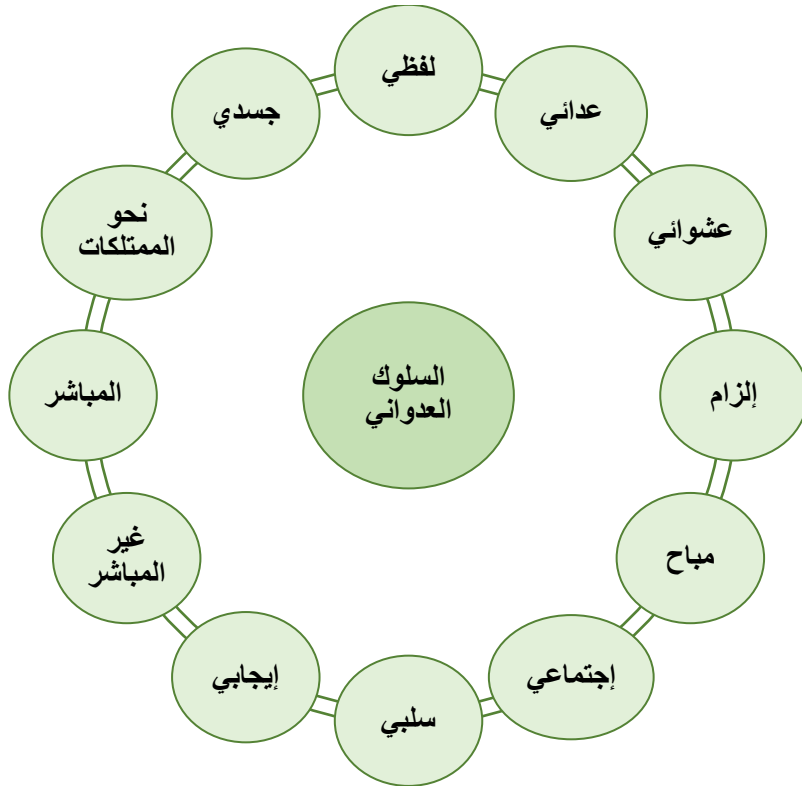 لفظي
عدائي
عشوائي
إلزام
مباح
إجتماعي
سلبي
إيجابي
غير
المباشر
المباشر
نحو
الممتلكات
جسدي
السلوك
العدواني